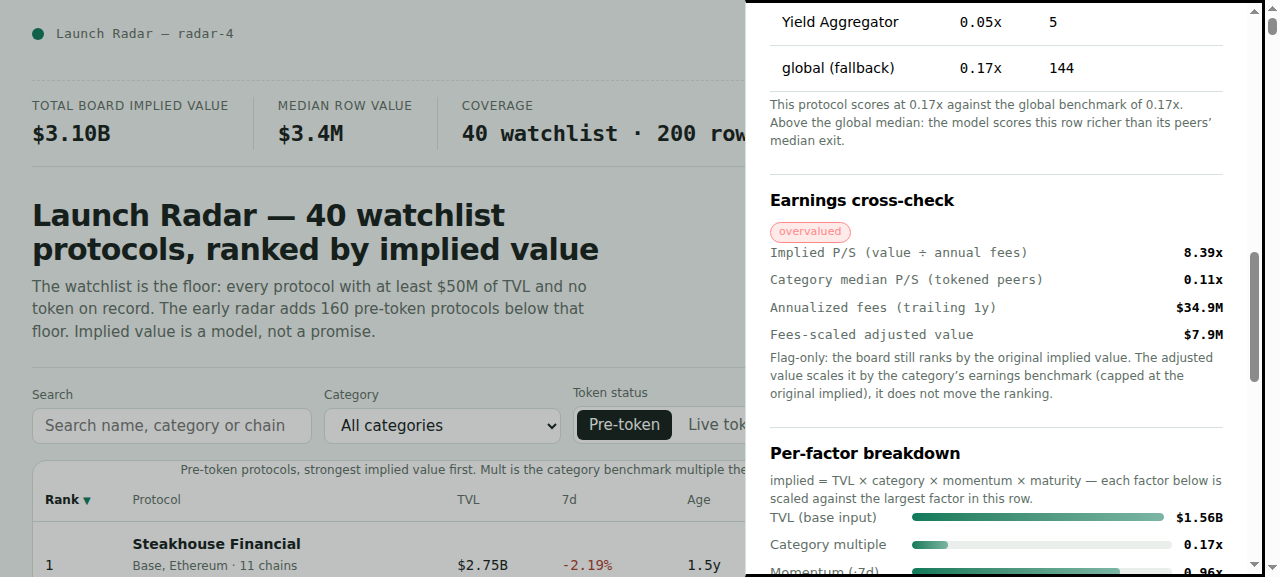 Launch Radar — radar-4
TOTAL BOARD IMPLIED VALUE
$3.10B
MEDIAN ROW VALUE
$3.4M
COVERAGE
40 watchlist · 200 row
Launch Radar — 40 watchlist
protocols, ranked by implied value
The watchlist is the floor: every protocol with at least $50M of TVL and no
token on record. The early radar adds 160 pre-token protocols below that
floor. Implied value is a model, not a promise.
Search
Search name, category or chain
Category
All categories
Token status
Pre-token
Live tok
Pre-token protocols, strongest implied value first. Mult is the category benchmark multiple the
Rank ▼ Protocol TVL 7d Age
Steakhouse Financial
1 Base, Ethereum · 11 chains $2.75B -2.19% 1.5y
Yield Aggregator 0.05x 5
global (fallback) 0.17x 144
This protocol scores at 0.17x against the global benchmark of 0.17x.
Above the global median: the model scores this row richer than its peers’
median exit.
Earnings cross-check
overvalued
Implied P/S (value ÷ annual fees) 8.39x
Category median P/S (tokened peers) 0.11x
Annualized fees (trailing 1y) $34.9M
Fees-scaled adjusted value $7.9M
Flag-only: the board still ranks by the original implied value. The adjusted
value scales it by the category’s earnings benchmark (capped at the
original implied), it does not move the ranking.
Per-factor breakdown
implied = TVL × category × momentum × maturity — each factor below is
scaled against the largest factor in this row.
TVL (base input) $1.56B
Category multiple 0.17x
Momentum (·7d) 0.96x